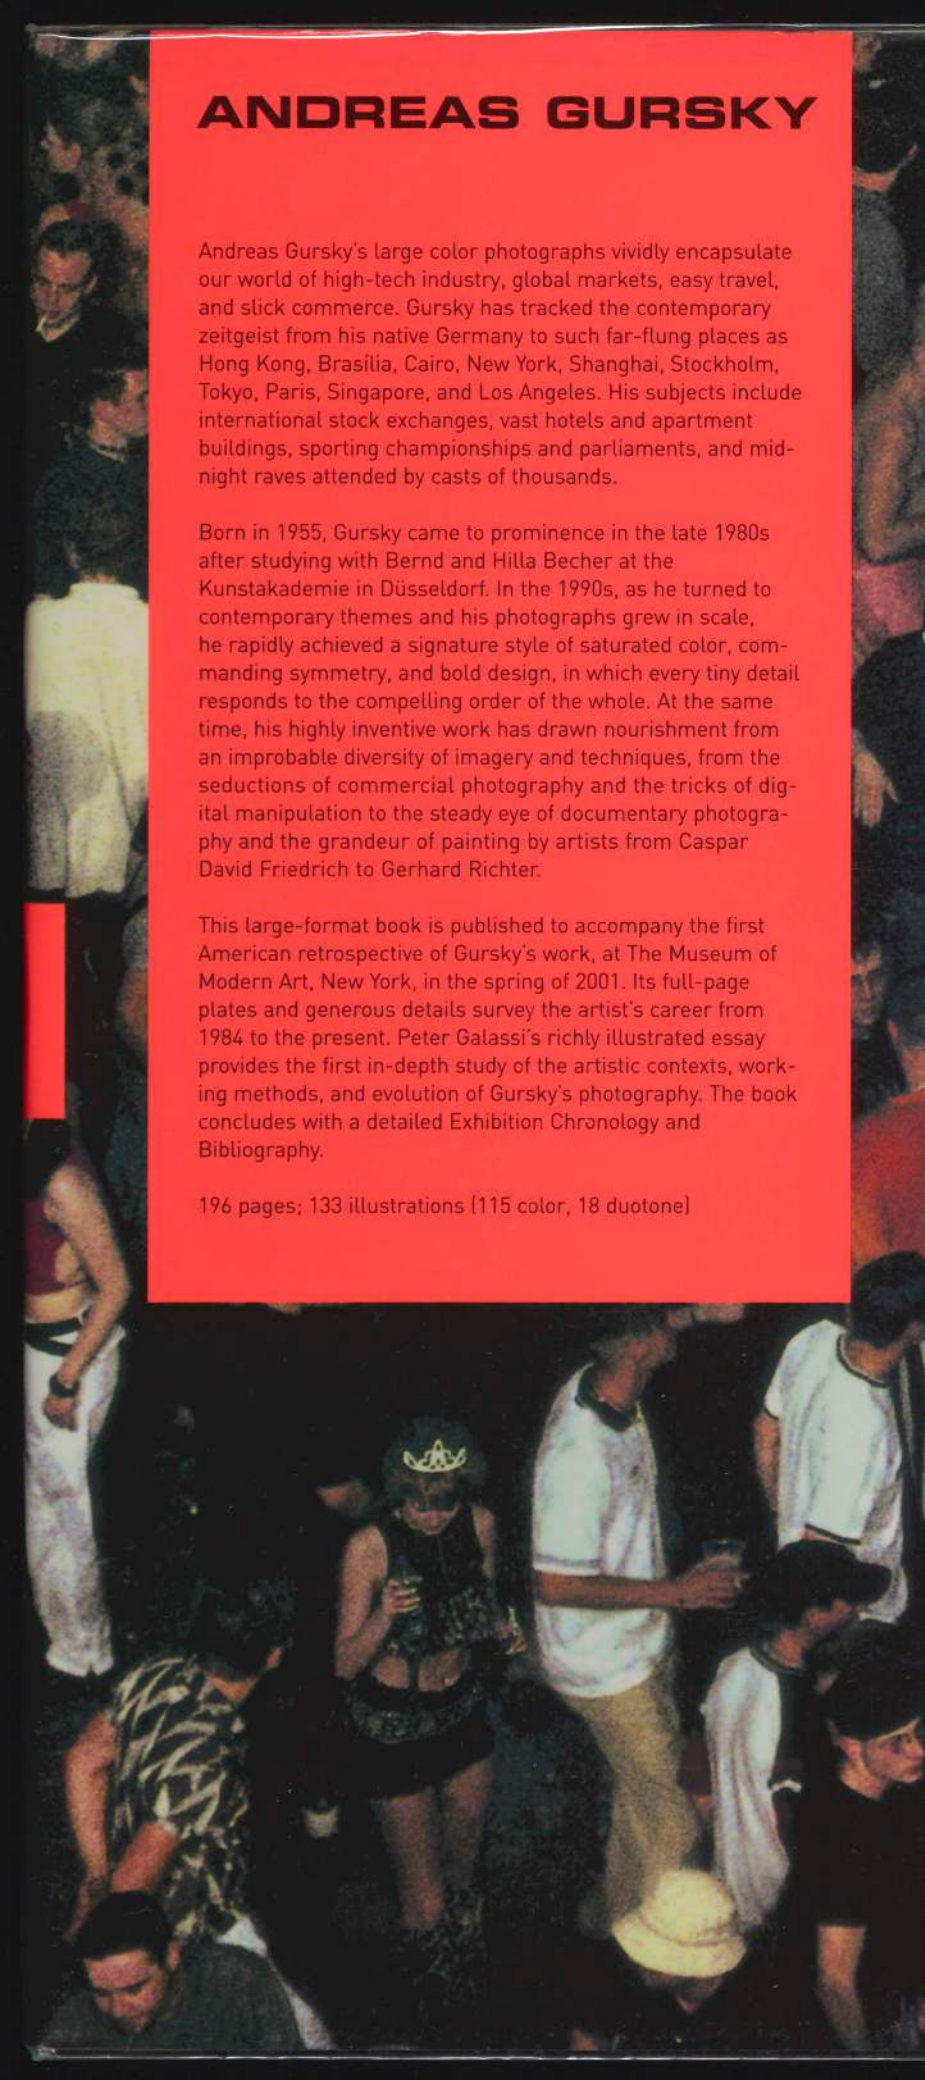 ANDREAS GURSKY
Andreas Gursky's large color photographs vividly encapsulate
our world of high-tech industry, global markets, easy travel,
and slick commerce. Gursky has tracked the contemporary
zeitgeist from his native Germany to such far-flung places as
Hong Kong, Brasília, Cairo, New York, Shanghai, Stockholm,
Tokyo, Paris, Singapore, and Los Angeles. His subjects include
international stock exchanges, vast hotels and apartment
buildings, sporting championships and parliaments, and mid-
night raves attended by casts of thousands.
Born in 1955, Gursky came to prominence in the late 1980s
after studying with Bernd and Hilla Becher at the
Kunstakademie in Düsseldorf. In the 1990s, as he turned to
contemporary themes and his photographs grew in scale,
he rapidly achieved a signature style of saturated color, com-
manding symmetry, and bold design, in which every tiny detail
responds to the compelling order of the whole. At the same
time, his highly inventive work has drawn nourishment from
an improbable diversity of imagery and techniques, from the
seductions of commercial photography and the tricks of dig-
ital manipulation to the steady eye of documentary photogra-
phy and the grandeur of painting by artists from Caspar
David Friedrich to Gerhard Richter.
This large-format book is published to accompany the first
American retrospective of Gursky's work, at The Museum of
Modern Art, New York, in the spring of 2001. Its full-page
plates and generous details survey the artist's career from
1984 to the present. Peter Galassi's richly illustrated essay
provides the first in-depth study of the artistic contexts, work-
ing methods, and evolution of Gursky's photography. The book
concludes with a detailed Exhibition Chronology and
Bibliography.
196 pages; 133 illustrations (115 color, 18 duotone)